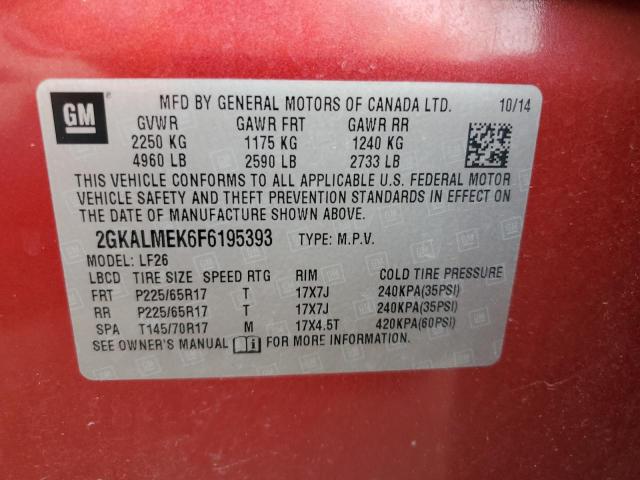 GM
MFD BY GENERAL MOTORS OF CANADA LTD. 10/14
GVWR GAWR FRT GAWR RR
2250 KG 1175 KG 1240 KG
4960 LB 2590 LB 2733 LB
THIS VEHICLE CONFORMS TO ALL APPLICABLE U.S. FEDERAL MOTOR
VEHICLE SAFETY AND THEFT PREVENTION STANDARDS IN EFFECT ON
THE DATE OF MANUFACTURE SHOWN ABOVE.
2GKALMEK6F6195393 TYPE: M.P.V.
MODEL: LF26
LBCD TIRE SIZE SPEED RTG RIM COLD TIRE PRESSURE
FRT P225/65R17 T 17X7J 240KPA(35PSI)
RR P225/65R17 T 17X7J 240KPA(35PSI)
SPA T145/70R17 M 17X4.5T 420KPA(60PSI)
SEE OWNER'S MANUAL FOR MORE INFORMATION.